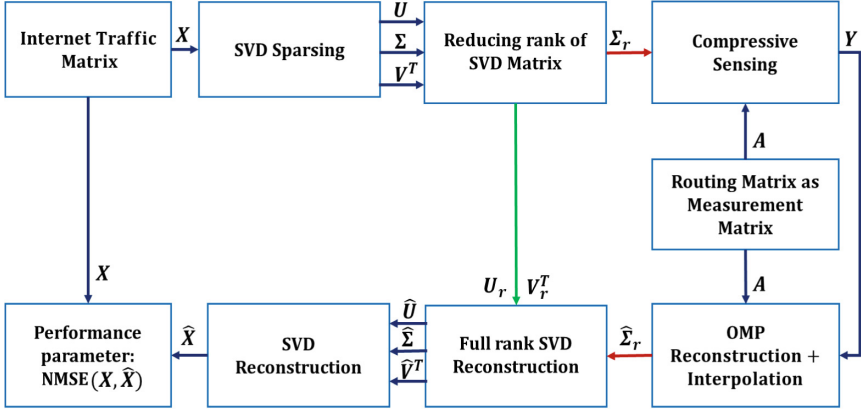 Internet Traffic
Matrix
X
SVD Sparsing
U
Σ
V^T
Reducing rank of
SVD Matrix
Σ_r
Compressive
Sensing
Y
A
Routing Matrix as
Measurement
Matrix
A
X
U_r V_r^T
Performance
parameter:
NMSE(X, X̂)
X̂
SVD
Reconstruction
Û
Σ̂
V̂^T
Full rank SVD
Reconstruction
Σ̂_r
OMP
Reconstruction +
Interpolation